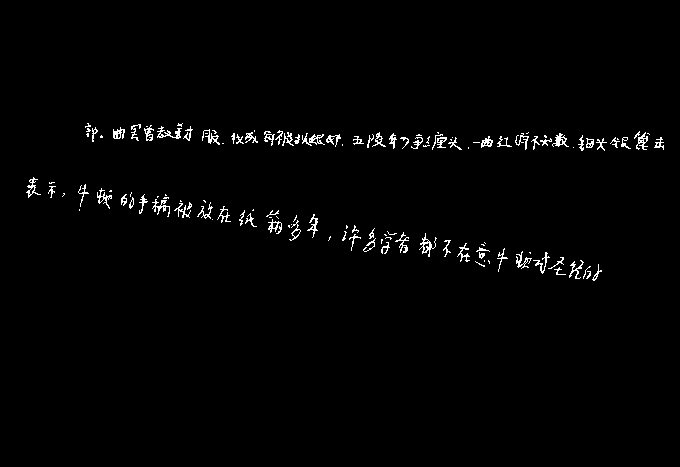 部。曲罢曾教善才服,妆成每被秋娘妒,五陵年少争缠头,一曲红绡不知数,钿头银篦击
表示,牛顿的手稿被放在纸箱多年,许多学者都不在意牛顿对圣经的